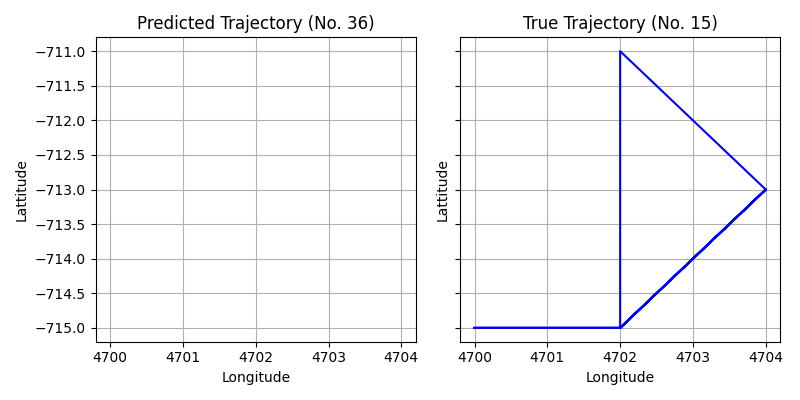 Predicted Trajectory (No. 36)
True Trajectory (No. 15)
−711.0
−711.5
−712.0
−712.5
−713.0
−713.5
−714.0
−714.5
−715.0
Lattitude
Lattitude
4700 4701 4702 4703 4704
4700 4701 4702 4703 4704
Longitude
Longitude